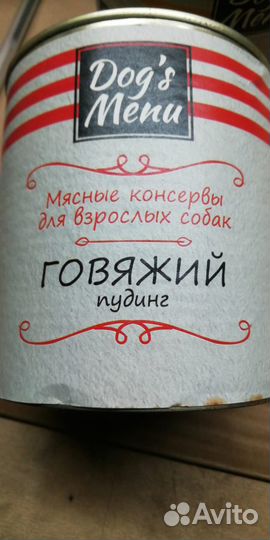 Dog's
Menu
Мясные консервы
для взрослых собак
ГОВЯЖИЙ
пудинг
Avito